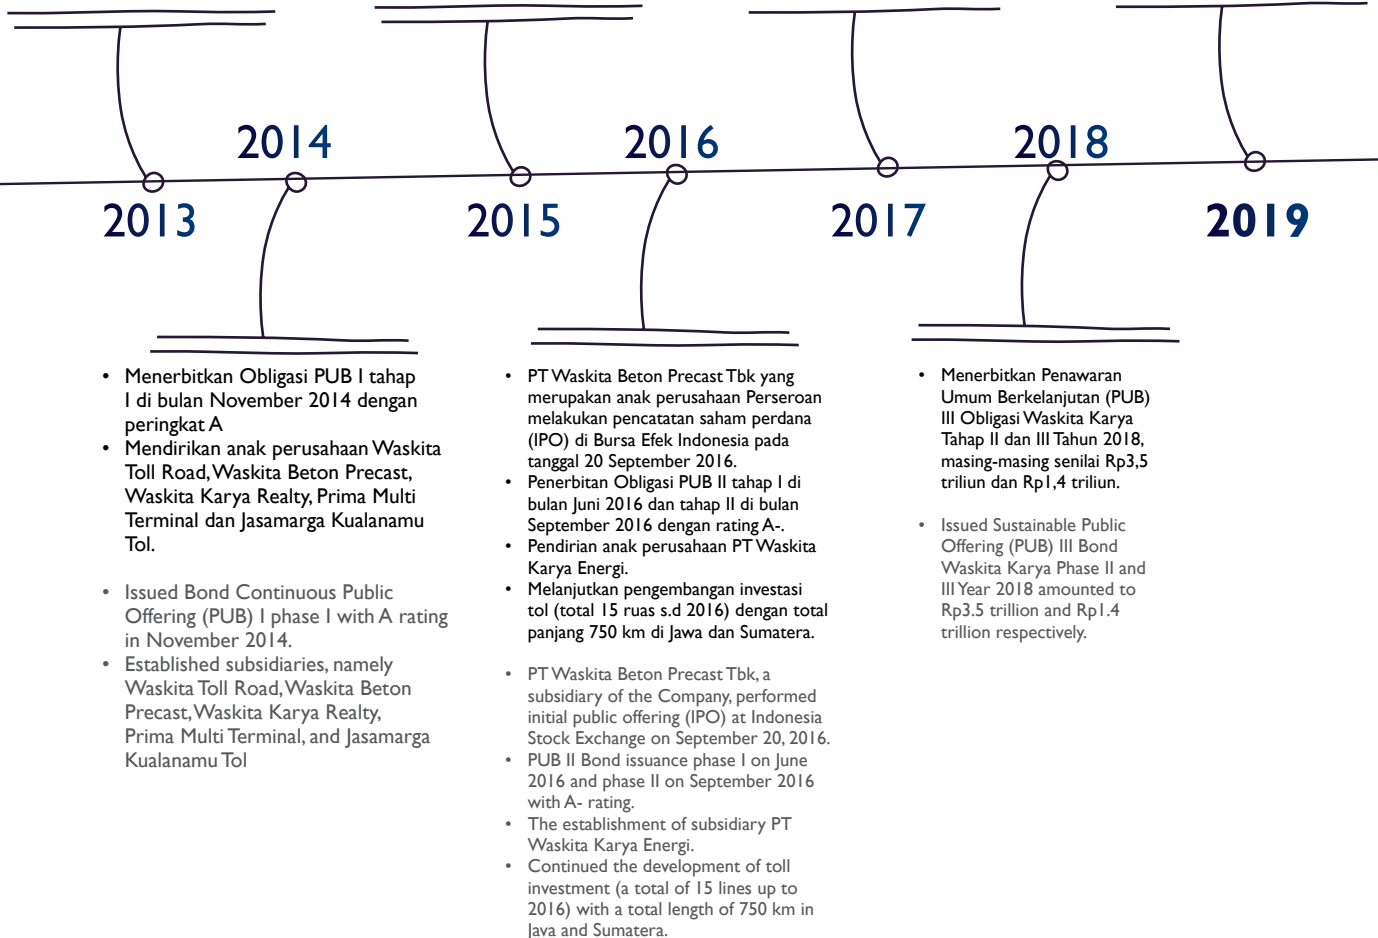 2014
2016
2018
2013
2015
2017
2019
• Menerbitkan Obligasi PUB I tahap
I di bulan November 2014 dengan
peringkat A
• Mendirikan anak perusahaan Waskita
Toll Road, Waskita Beton Precast,
Waskita Karya Realty, Prima Multi
Terminal dan Jasamarga Kualanamu
Tol.
• Issued Bond Continuous Public
Offering (PUB) I phase I with A rating
in November 2014.
• Established subsidiaries, namely
Waskita Toll Road, Waskita Beton
Precast, Waskita Karya Realty,
Prima Multi Terminal, and Jasamarga
Kualanamu Tol
• PT Waskita Beton Precast Tbk yang
merupakan anak perusahaan Perseroan
melakukan pencatatan saham perdana
(IPO) di Bursa Efek Indonesia pada
tanggal 20 September 2016.
• Penerbitan Obligasi PUB II tahap I di
bulan Juni 2016 dan tahap II di bulan
September 2016 dengan rating A-.
• Pendirian anak perusahaan PT Waskita
Karya Energi.
• Melanjutkan pengembangan investasi
tol (total 15 ruas s.d 2016) dengan total
panjang 750 km di Jawa dan Sumatera.
• PT Waskita Beton Precast Tbk, a
subsidiary of the Company, performed
initial public offering (IPO) at Indonesia
Stock Exchange on September 20, 2016.
• PUB II Bond issuance phase I on June
2016 and phase II on September 2016
with A- rating.
• The establishment of subsidiary PT
Waskita Karya Energi.
• Continued the development of toll
investment (a total of 15 lines up to
2016) with a total length of 750 km in
Java and Sumatera.
• Menerbitkan Penawaran
Umum Berkelanjutan (PUB)
III Obligasi Waskita Karya
Tahap II dan III Tahun 2018,
masing-masing senilai Rp3,5
triliun dan Rp1,4 triliun.
• Issued Sustainable Public
Offering (PUB) III Bond
Waskita Karya Phase II and
III Year 2018 amounted to
Rp3.5 trillion and Rp1.4
trillion respectively.